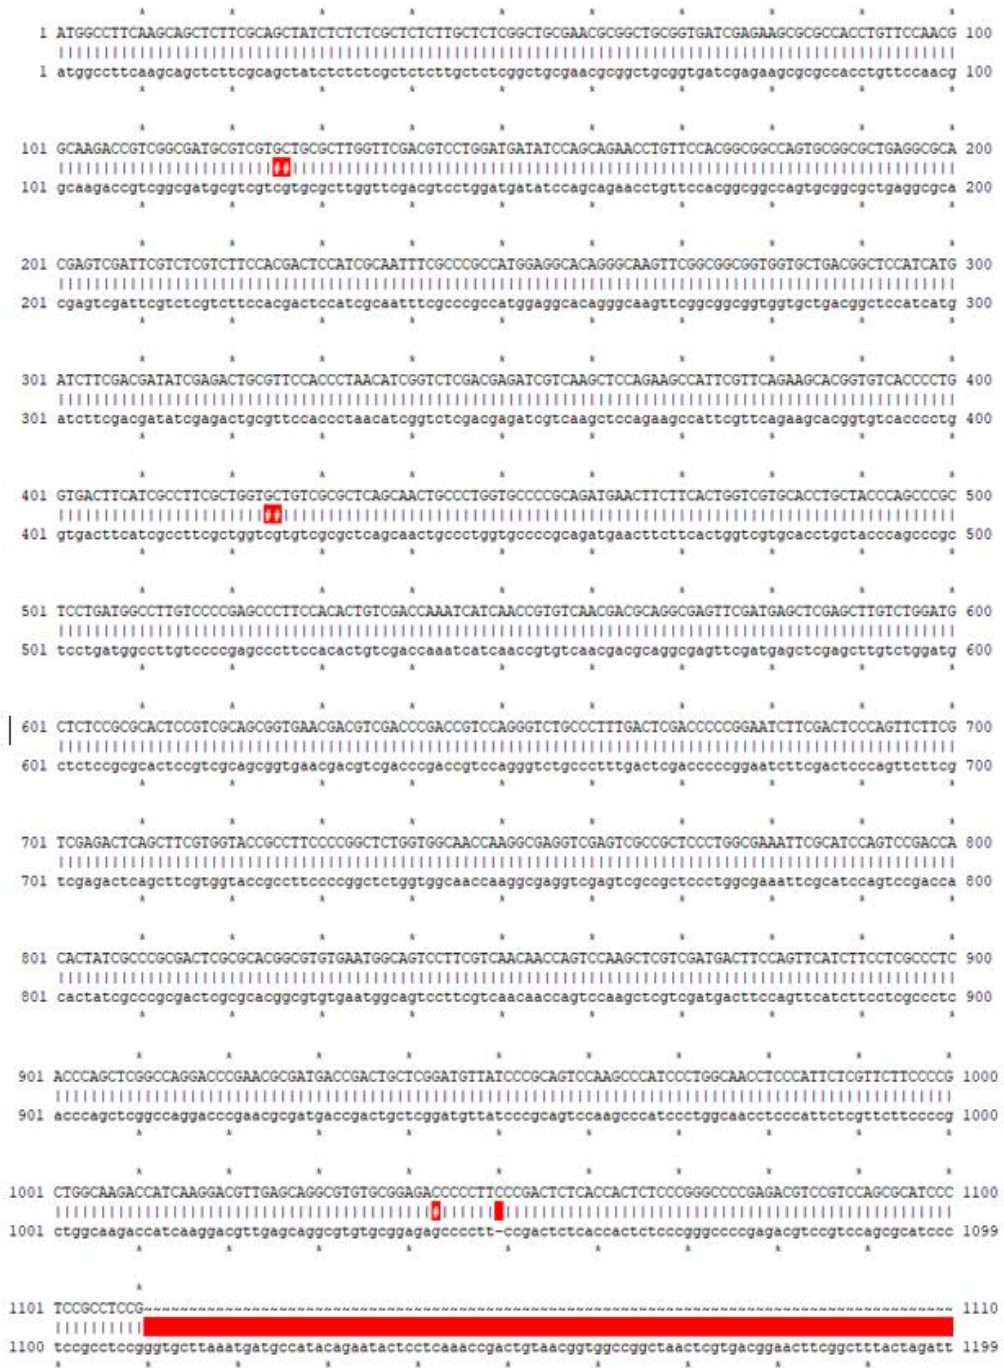 1 ATGGCCTTCAAGCAGCTCTTCGCAGCTATCTCTCTCGCTCTCTTGCTCTCGGCTGCGAACGCGGCTGCGGTGATCGAGAAGCGCGCCACCTGTTCCAACG 100
1 atggccttcaagcagctcttcgcagctatctctctcgctctcttgctctcggctgcgaacgcggctgcggtgatcgagaagcgcgccacctgttccaacg 100
101 GCAAGACCGTCGGCGATGCGTCGTGCTGCGCTTGGTTCGACGTCCTGGATGATATCCAGCAGAACCTGTTCCACGGCGGCCAGTGCGGCGCTGAGGCGCA 200
##
101 gcaagaccgtcggcgatgcgtcgtcgtgcgcttggttcgacgtcctggatgatatccagcagaacctgttccacggcggccagtgcggcgctgaggcgca 200
201 CGAGTCGATTCGTCTCGTCTTCCACGACTCCATCGCAATTTCGCCCGCCATGGAGGCACAGGGCAAGTTCGGCGGCGGTGGTGCTGACGGCTCCATCATG 300
201 cgagtcgattcgtctcgtcttccacgactccatcgcaatttcgcccgccatggaggcacagggcaagttcggcggcggtggtgctgacggctccatcatg 300
301 ATCTTCGACGATATCGAGACTGCGTTCCACCCTAACATCGGTCTCGACGAGATCGTCAAGCTCCAGAAGCCATTCGTTCAGAAGCACGGTGTCACCCCTG 400
301 atcttcgacgatatcgagactgcgttccaccctaacatcggtctcgacgagatcgtcaagctccagaagccattcgttcagaagcacggtgtcacccctg 400
401 GTGACTTCATCGCCTTCGCTGGTGCTGTCGCGCTCAGCAACTGCCCTGGTGCCCCGCAGATGAACTTCTTCACTGGTCGTGCACCTGCTACCCAGCCCGC 500
##
401 gtgacttcatcgccttcgctggtcgtgtcgcgctcagcaactgccctggtgccccgcagatgaacttcttcactggtcgtgcacctgctacccagcccgc 500
501 TCCTGATGGCCTTGTCCCCGAGCCCTTCCACACTGTCGACCAAATCATCAACCGTGTCAACGACGCAGGCGAGTTCGATGAGCTCGAGCTTGTCTGGATG 600
501 tcctgatggccttgtccccgagcccttccacactgtcgaccaaatcatcaaccgtgtcaacgacgcaggcgagttcgatgagctcgagcttgtctggatg 600
601 CTCTCCGCGCACTCCGTCGCAGCGGTGAACGACGTCGACCCGACCGTCCAGGGTCTGCCCTTTGACTCGACCCCCGGAATCTTCGACTCCCAGTTCTTCG 700
601 ctctccgcgcactccgtcgcagcggtgaacgacgtcgacccgaccgtccagggtctgccctttgactcgacccccggaatcttcgactcccagttcttcg 700
701 TCGAGACTCAGCTTCGTGGTACCGCCTTCCCCGGCTCTGGTGGCAACCAAGGCGAGGTCGAGTCGCCGCTCCCTGGCGAAATTCGCATCCAGTCCGACCA 800
701 tcgagactcagcttcgtggtaccgccttccccggctctggtggcaaccaaggcgaggtcgagtcgccgctccctggcgaaattcgcatccagtccgacca 800
801 CACTATCGCCCGCGACTCGCGCACGGCGTGTGAATGGCAGTCCTTCGTCAACAACCAGTCCAAGCTCGTCGATGACTTCCAGTTCATCTTCCTCGCCCTC 900
801 cactatcgcccgcgactcgcgcacggcgtgtgaatggcagtccttcgtcaacaaccagtccaagctcgtcgatgacttccagttcatcttcctcgccctc 900
901 ACCCAGCTCGGCCAGGACCCGAACGCGATGACCGACTGCTCGGATGTTATCCCGCAGTCCAAGCCCATCCCTGGCAACCTCCCATTCTCGTTCTTCCCCG 1000
901 acccagctcggccaggacccgaacgcgatgaccgactgctcggatgttatcccgcagtccaagcccatccctggcaacctcccattctcgttcttccccg 1000
1001 CTGGCAAGACCATCAAGGACGTTGAGCAGGCGTGTGCGGAGACCCCCTTCCCGACTCTCACCACTCTCCCGGGCCCCGAGACGTCCGTCCAGCGCATCCC 1100
#
1001 ctggcaagaccatcaaggacgttgagcaggcgtgtgcggagagccccttt-ccgactctcaccactctcccgggccccgagacgtccgtccagcgcatccc 1099
1101 TCCGCCTCCG~~~~~~~~~~~~~~~~~~~~~~~~~~~~~~~~~~~~~~~~~~~~~~~~~~~~~~~~~~~~~~~~~~~~~~~~~~~~~~~~~~~~~~~~~~ 1110
1100 tccgcctccgggtgcttaaatgatgccatacagaatactcctcaaaccgactgtaacggtggccggctaactcgtgacggaacttcggctttactagatt 1199